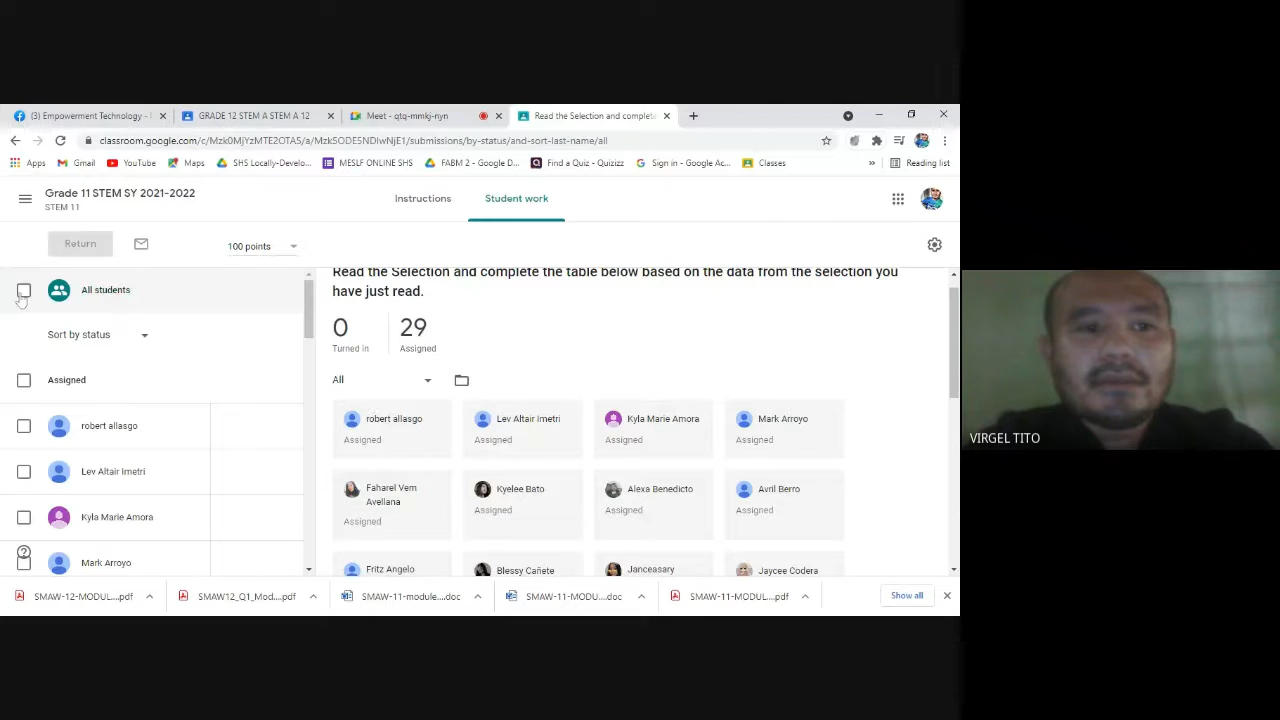 (3) Empowerment Technology -
GRADE 12 STEM A STEM A 12
Meet - qtq-mmkj-nyn
Read the Selection and complete
classroom.google.com/c/Mzk0MjYzMTE2OTA5/a/Mzk5ODE5NDIwNjE1/submissions/by-status/and-sort-last-name/all
Apps
Gmail
YouTube
Maps
SHS Locally-Develo...
MESLF ONLINE SHS
FABM 2 - Google D...
Find a Quiz - Quizizz
Sign in - Google Ac...
Classes
»
Reading list
Grade 11 STEM SY 2021-2022
STEM 11
Instructions
Student work
Return
100 points
All students
Sort by status
Assigned
robert allasgo
Lev Altair Imetri
Kyla Marie Amora
Mark Arroyo
Read the Selection and complete the table below based on the data from the selection you
have just read.
0
Turned in
29
Assigned
All
robert allasgo
Assigned
Lev Altair Imetri
Assigned
Kyla Marie Amora
Assigned
Mark Arroyo
Assigned
Faharel Vern
Avellana
Assigned
Kyelee Bato
Assigned
Alexa Benedicto
Assigned
Avril Berro
Assigned
Fritz Angelo
Blessy Cañete
Janceasary
Jaycee Codera
SMAW-12-MODUL....pdf
SMAW12_Q1_Mod....pdf
SMAW-11-module....doc
SMAW-11-MODU....doc
SMAW-11-MODUL....pdf
Show all
VIRGEL TITO